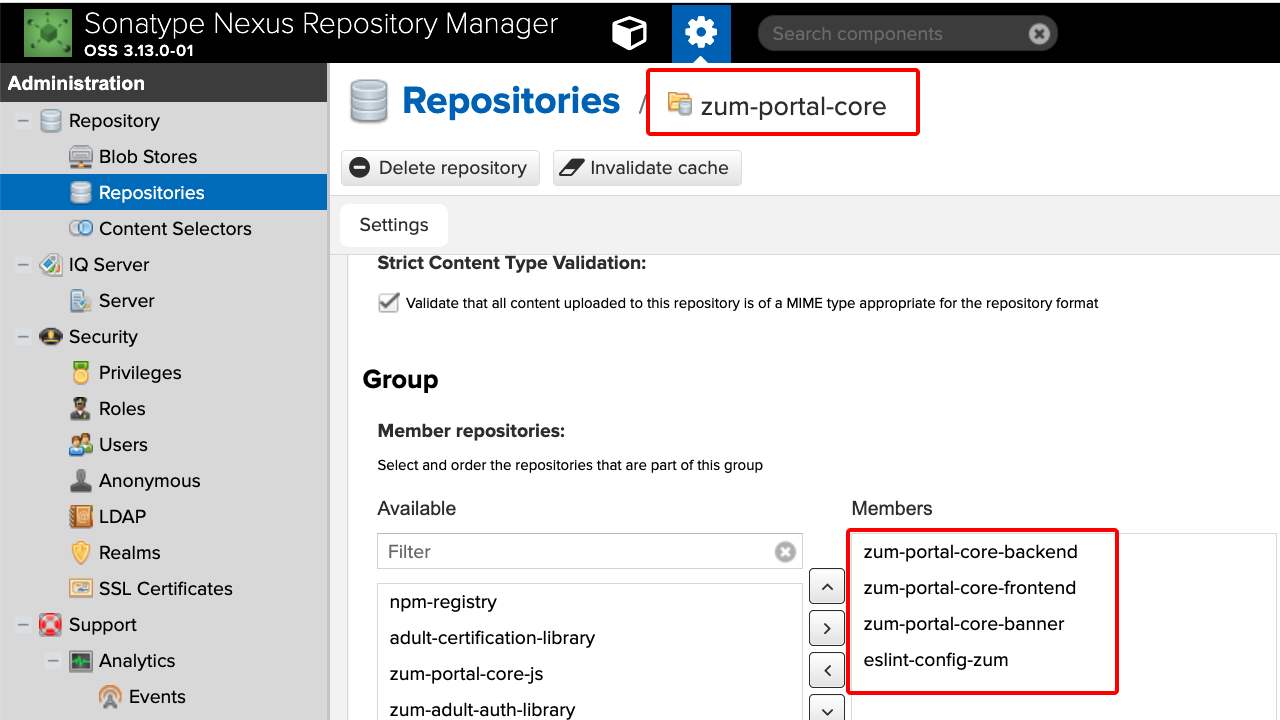 Sonatype Nexus Repository Manager
OSS 3.13.0-01
Search components
Administration
Repository
Blob Stores
Repositories
Content Selectors
IQ Server
Server
Security
Privileges
Roles
Users
Anonymous
LDAP
Realms
SSL Certificates
Support
Analytics
Events
Repositories / zum-portal-core
Delete repository
Invalidate cache
Settings
Strict Content Type Validation:
Validate that all content uploaded to this repository is of a MIME type appropriate for the repository format
Group
Member repositories:
Select and order the repositories that are part of this group
Available
Filter
npm-registry
adult-certification-library
zum-portal-core-js
zum-adult-auth-library
Members
zum-portal-core-backend
zum-portal-core-frontend
zum-portal-core-banner
eslint-config-zum